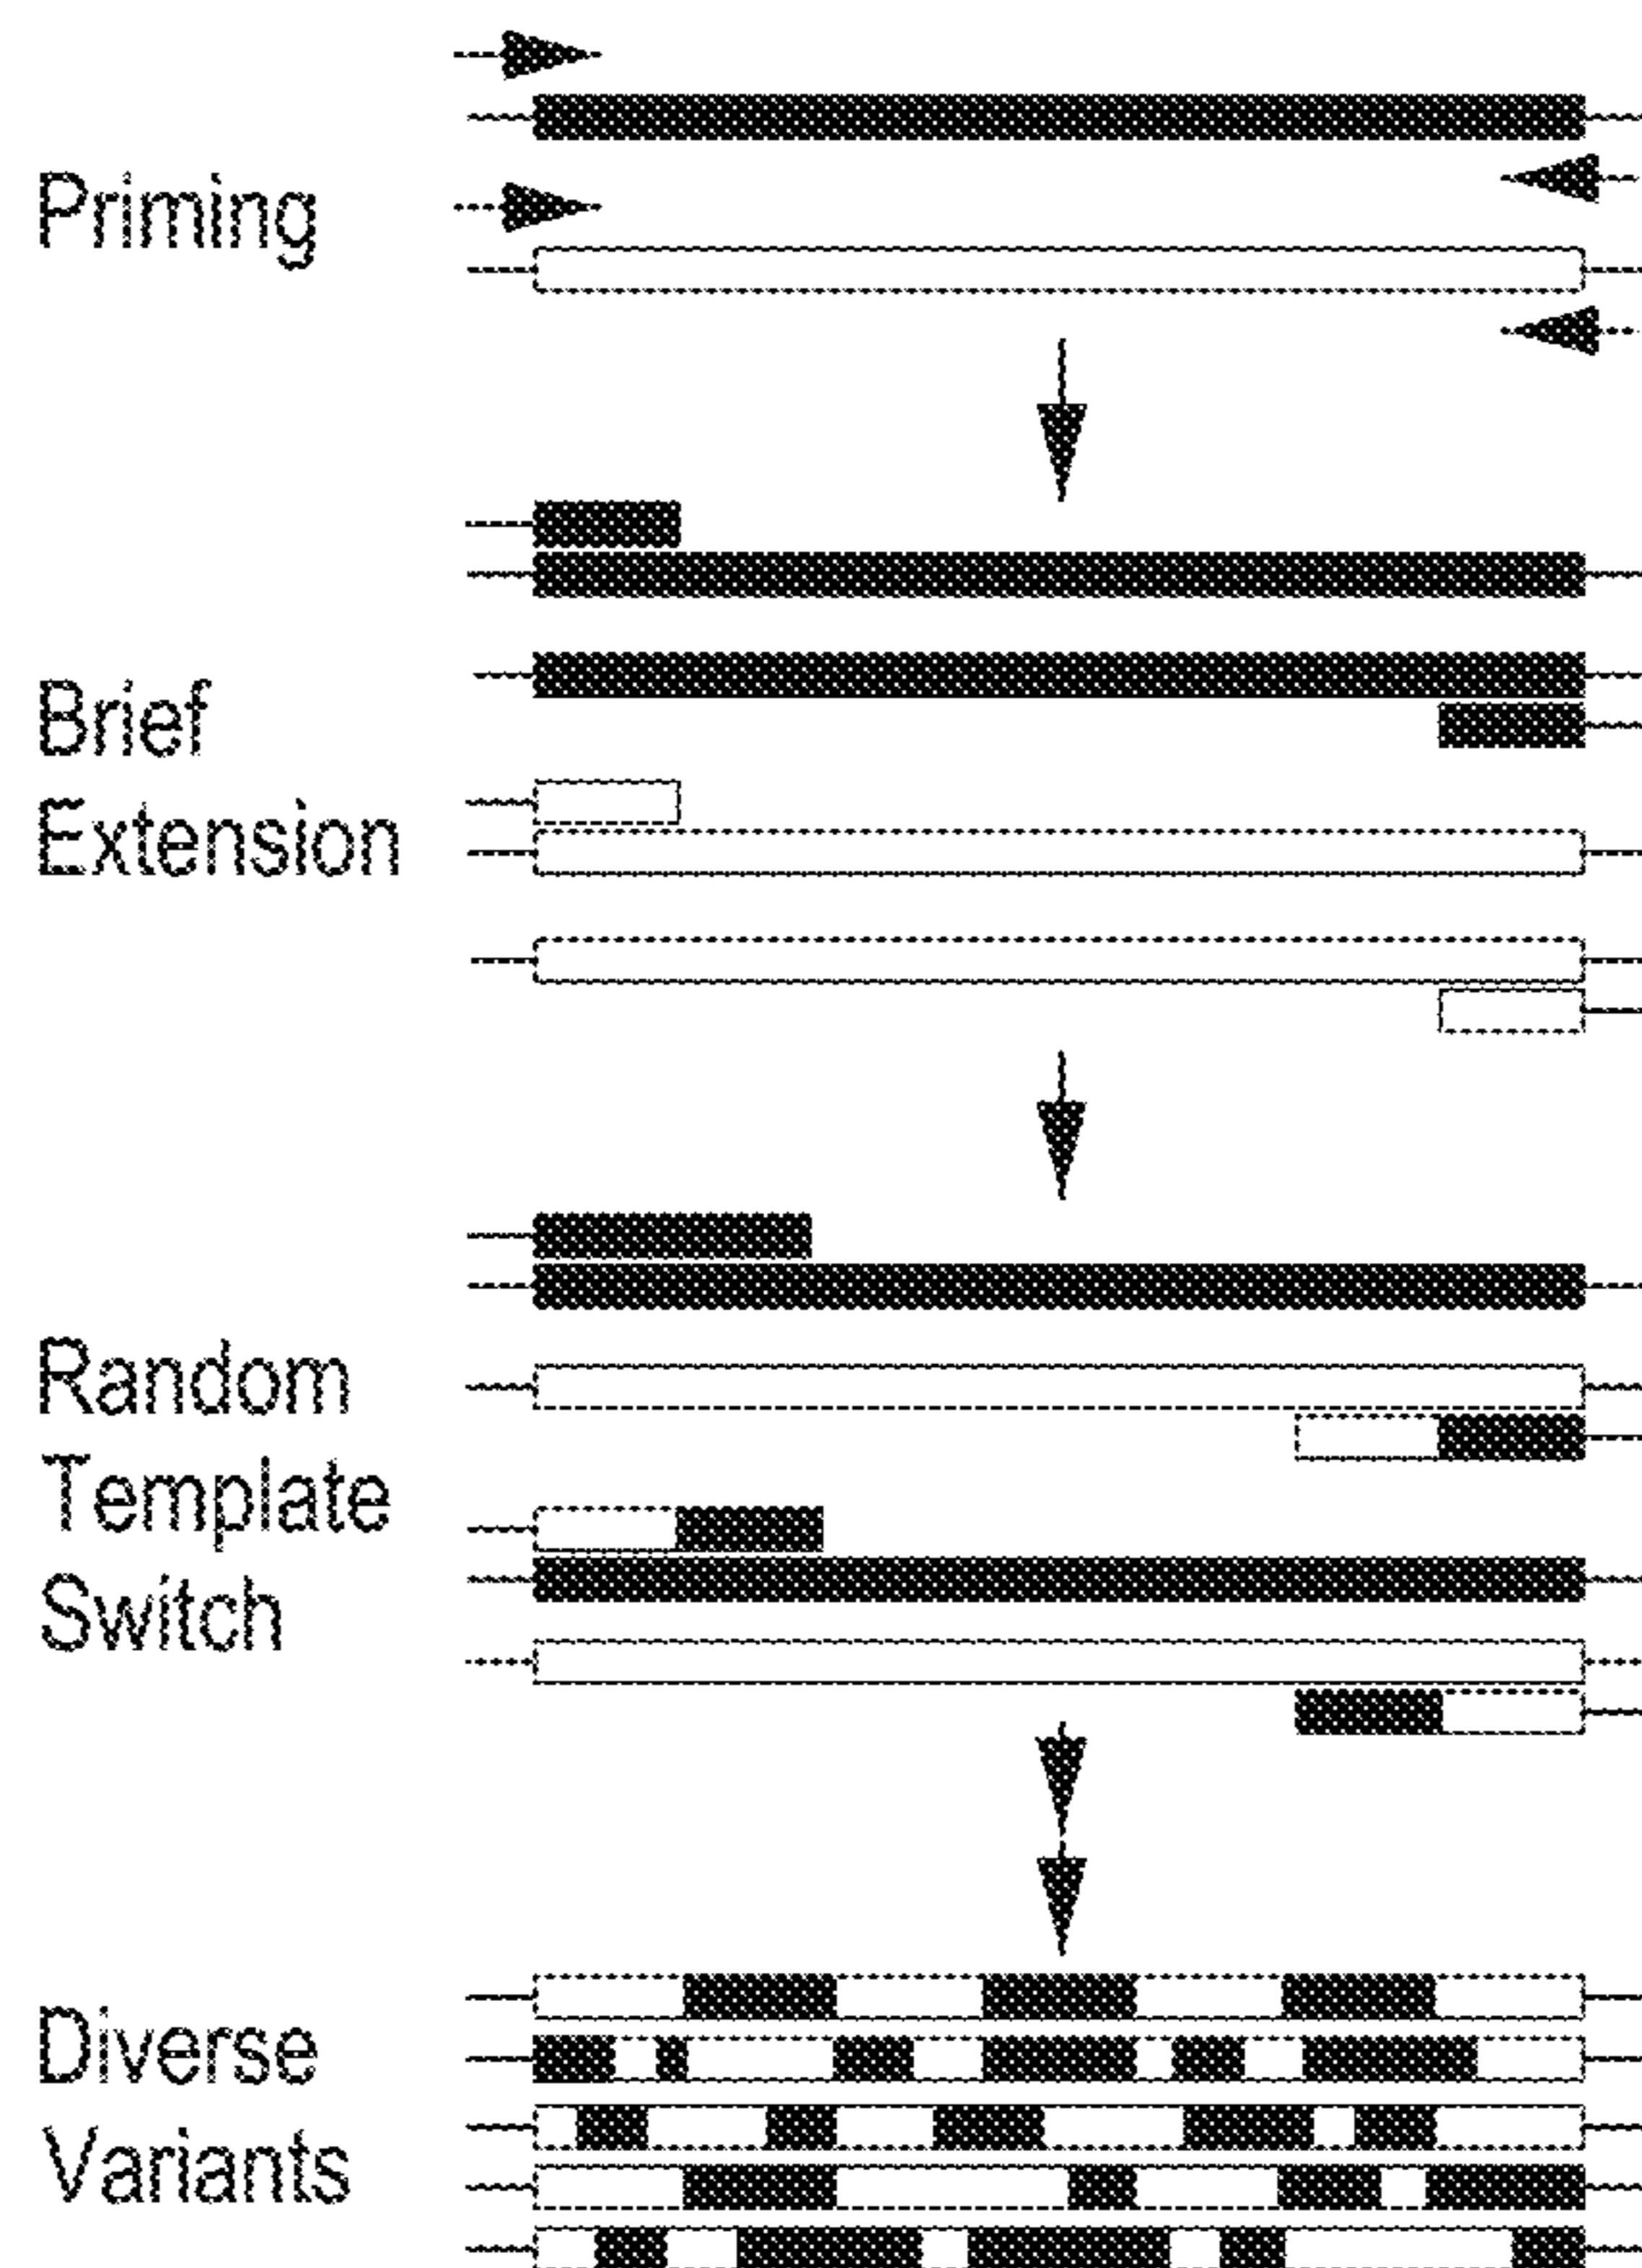 Priming
Brief
Extension
Random
Template
Switch
Diverse
Variants